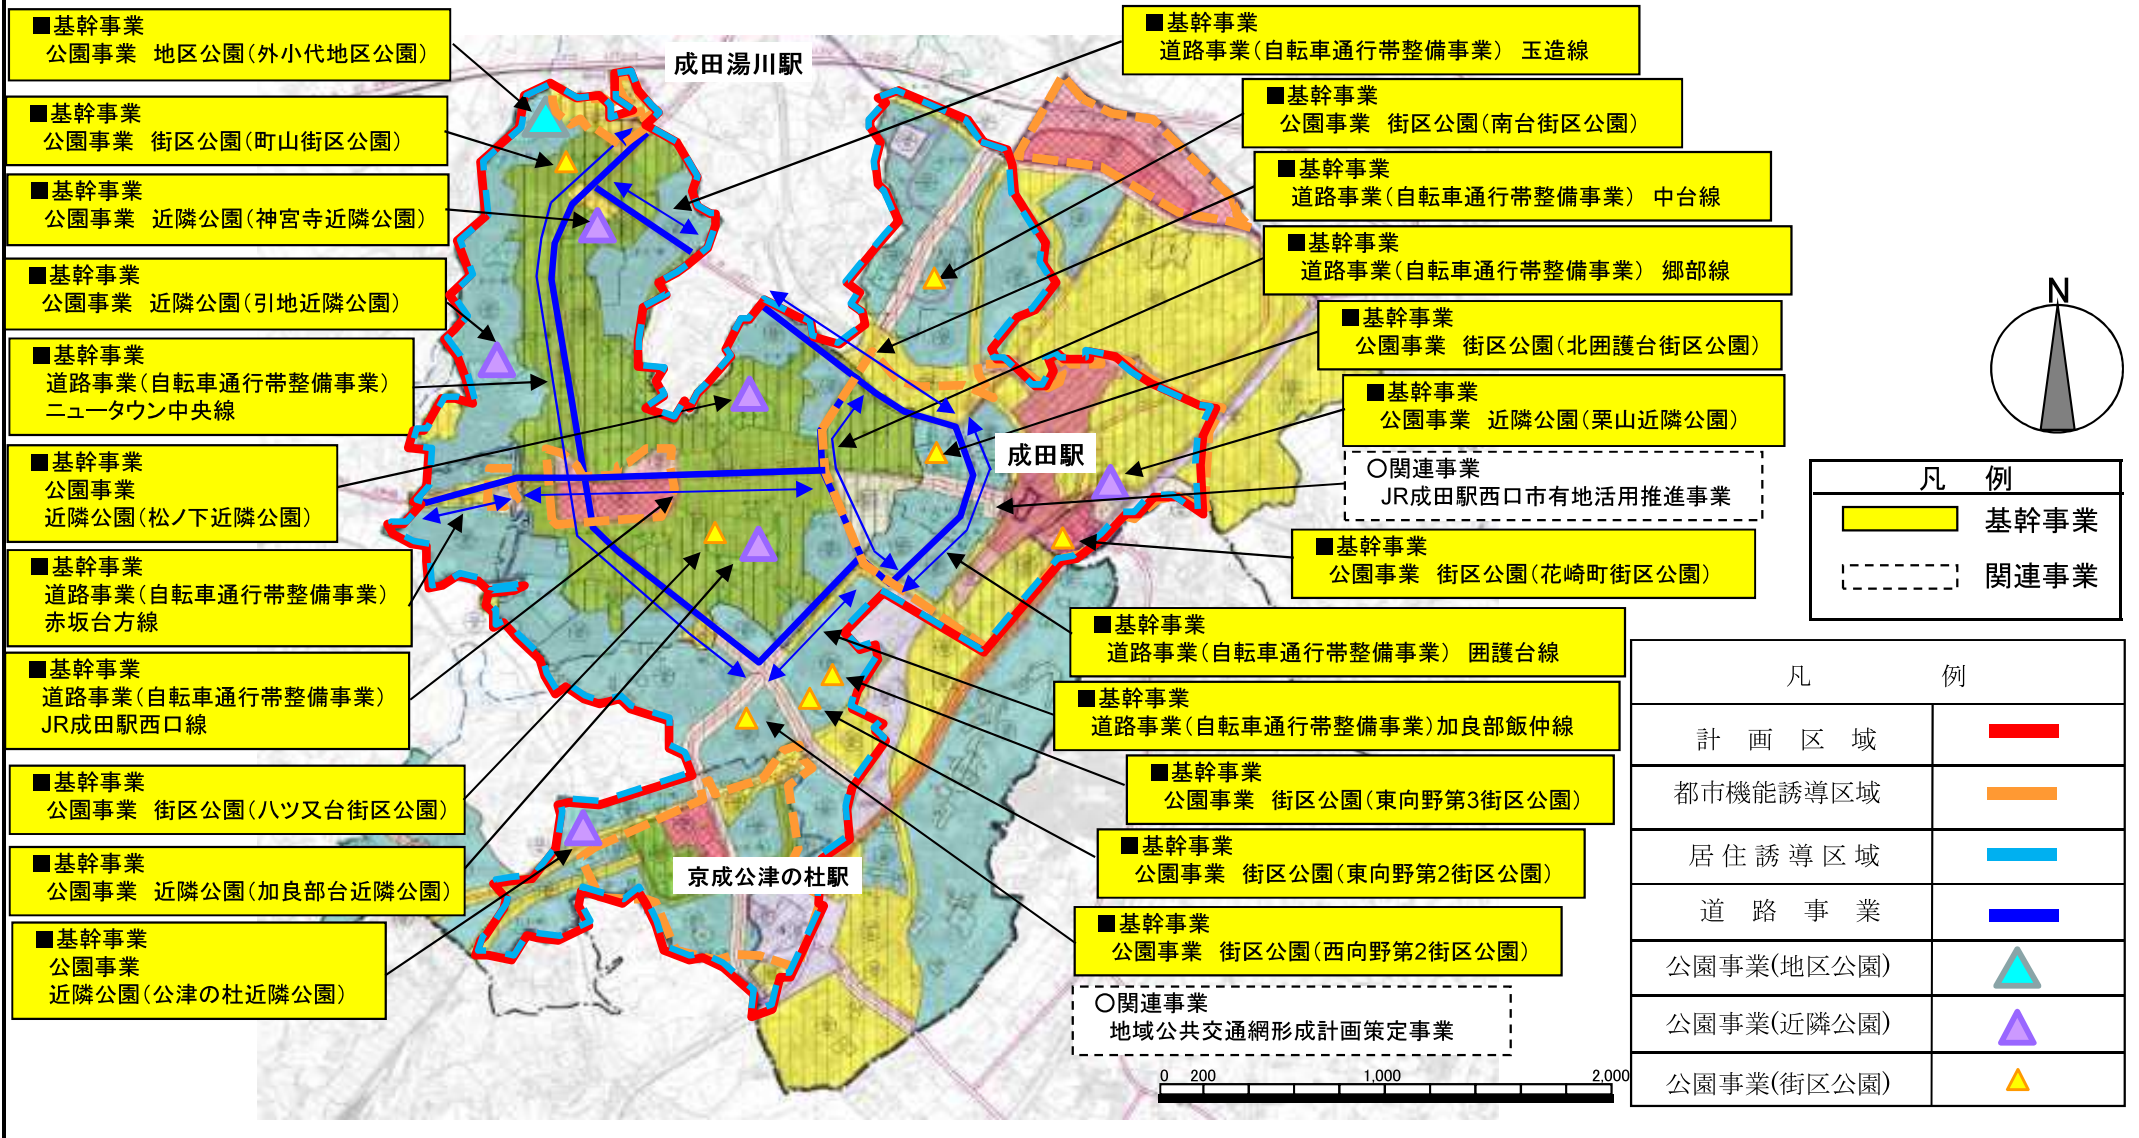 ■基幹事業
公園事業　地区公園(外小代地区公園)
■基幹事業
公園事業　街区公園(町山街区公園)
■基幹事業
公園事業　近隣公園(神宮寺近隣公園)
■基幹事業
公園事業　近隣公園(引地近隣公園)
■基幹事業
道路事業(自転車通行帯整備事業)
ニュータウン中央線
■基幹事業
公園事業
近隣公園(松ノ下近隣公園)
■基幹事業
道路事業(自転車通行帯整備事業)
赤坂台方線
■基幹事業
道路事業(自転車通行帯整備事業)
JR成田駅西口線
■基幹事業
公園事業　街区公園(八ツ又台街区公園)
■基幹事業
公園事業　近隣公園(加良部台近隣公園)
■基幹事業
公園事業
近隣公園(公津の杜近隣公園)
成田湯川駅
成田駅
京成公津の杜駅
■基幹事業
道路事業(自転車通行帯整備事業)　玉造線
■基幹事業
公園事業　街区公園(南台街区公園)
■基幹事業
道路事業(自転車通行帯整備事業)　中台線
■基幹事業
道路事業(自転車通行帯整備事業)　郷部線
■基幹事業
公園事業　街区公園(北囲護台街区公園)
■基幹事業
公園事業　近隣公園(栗山近隣公園)
○関連事業
JR成田駅西口市有地活用推進事業
■基幹事業
公園事業　街区公園(花崎町街区公園)
■基幹事業
道路事業(自転車通行帯整備事業)　囲護台線
■基幹事業
道路事業(自転車通行帯整備事業)加良部飯仲線
■基幹事業
公園事業　街区公園(東向野第3街区公園)
■基幹事業
公園事業　街区公園(東向野第2街区公園)
■基幹事業
公園事業　街区公園(西向野第2街区公園)
○関連事業
地域公共交通網形成計画策定事業
0 200 1,000 2,000
N
凡　例
基幹事業
関連事業
凡　例
計画区域
都市機能誘導区域
居住誘導区域
道路事業
公園事業(地区公園)
公園事業(近隣公園)
公園事業(街区公園)